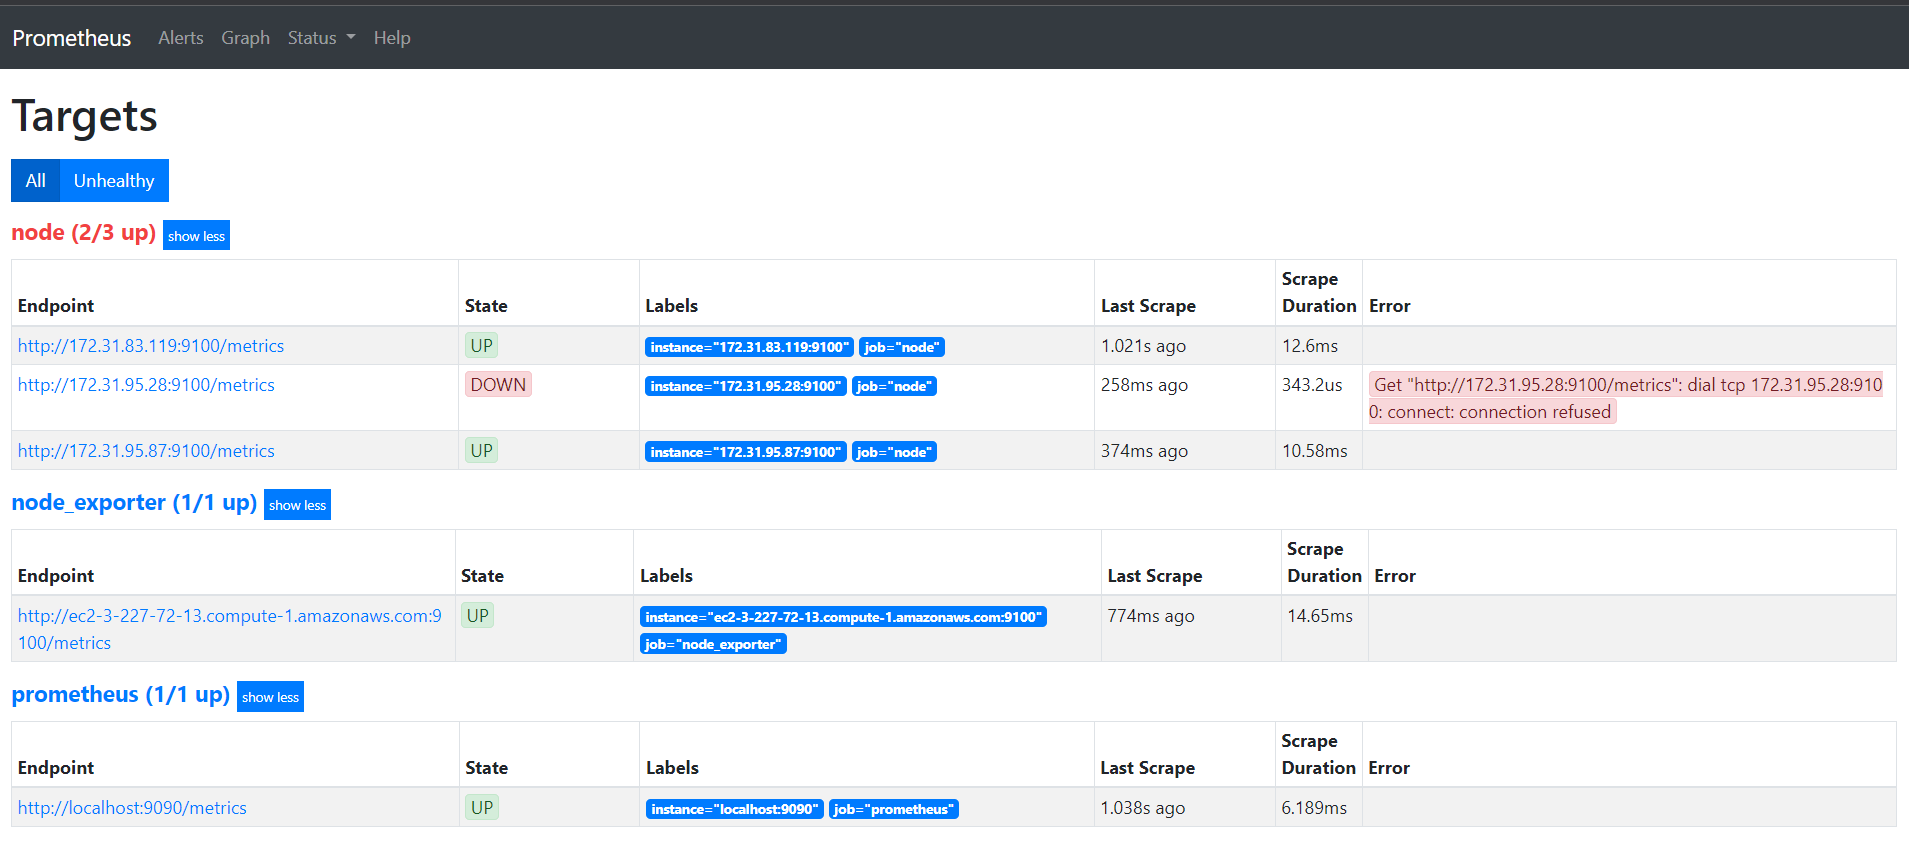 Prometheus Alerts Graph Status Help
Targets
All Unhealthy
node (2/3 up) show less
Endpoint State Labels Last Scrape Scrape Duration Error
http://172.31.83.119:9100/metrics UP instance="172.31.83.119:9100" job="node" 1.021s ago 12.6ms
http://172.31.95.28:9100/metrics DOWN instance="172.31.95.28:9100" job="node" 258ms ago 343.2us Get "http://172.31.95.28:9100/metrics": dial tcp 172.31.95.28:910
0: connect: connection refused
http://172.31.95.87:9100/metrics UP instance="172.31.95.87:9100" job="node" 374ms ago 10.58ms
node_exporter (1/1 up) show less
Endpoint State Labels Last Scrape Scrape Duration Error
http://ec2-3-227-72-13.compute-1.amazonaws.com:9 UP instance="ec2-3-227-72-13.compute-1.amazonaws.com:9100" 774ms ago 14.65ms
100/metrics job="node_exporter"
prometheus (1/1 up) show less
Endpoint State Labels Last Scrape Scrape Duration Error
http://localhost:9090/metrics UP instance="localhost:9090" job="prometheus" 1.038s ago 6.189ms